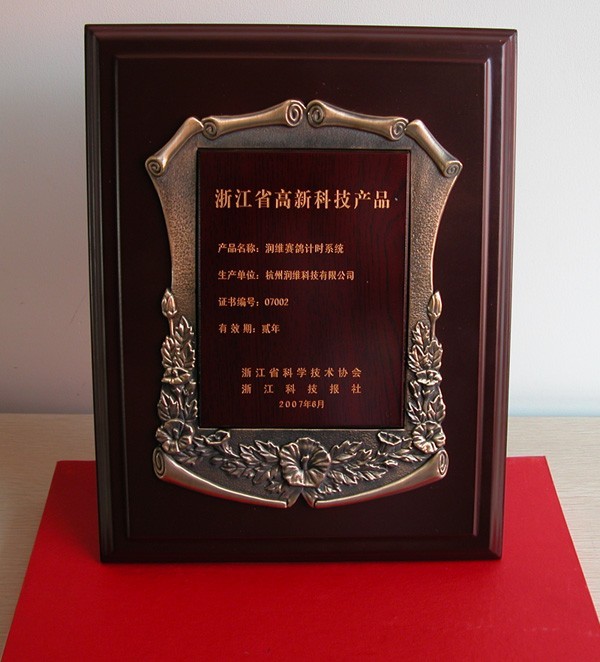 浙江省高新科技产品
产品名称：润维赛鸽计时系统
生产单位：杭州润维科技有限公司
证书编号：07002
有效期：贰年
浙江省科学技术协会
浙江科技报社
2007年6月